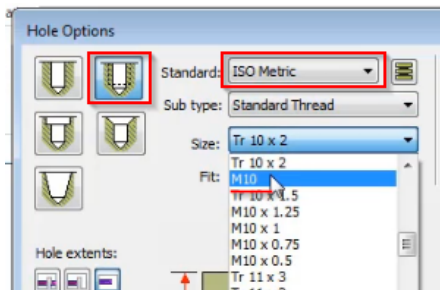 Hole Options
Standard: ISO Metric
Sub type: Standard Thread
Size: Tr 10 x 2
Fit:
Tr 10 x 2
M10
Tr 10 x 1.5
M10 x 1.25
M10 x 1
M10 x 0.75
M10 x 0.5
Tr 11 x 3
Hole extents: